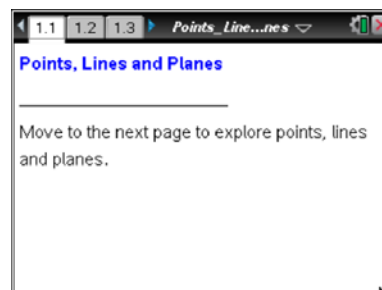 1.1 1.2 1.3 Points_Line...nes
Points, Lines and Planes
Move to the next page to explore points, lines
and planes.